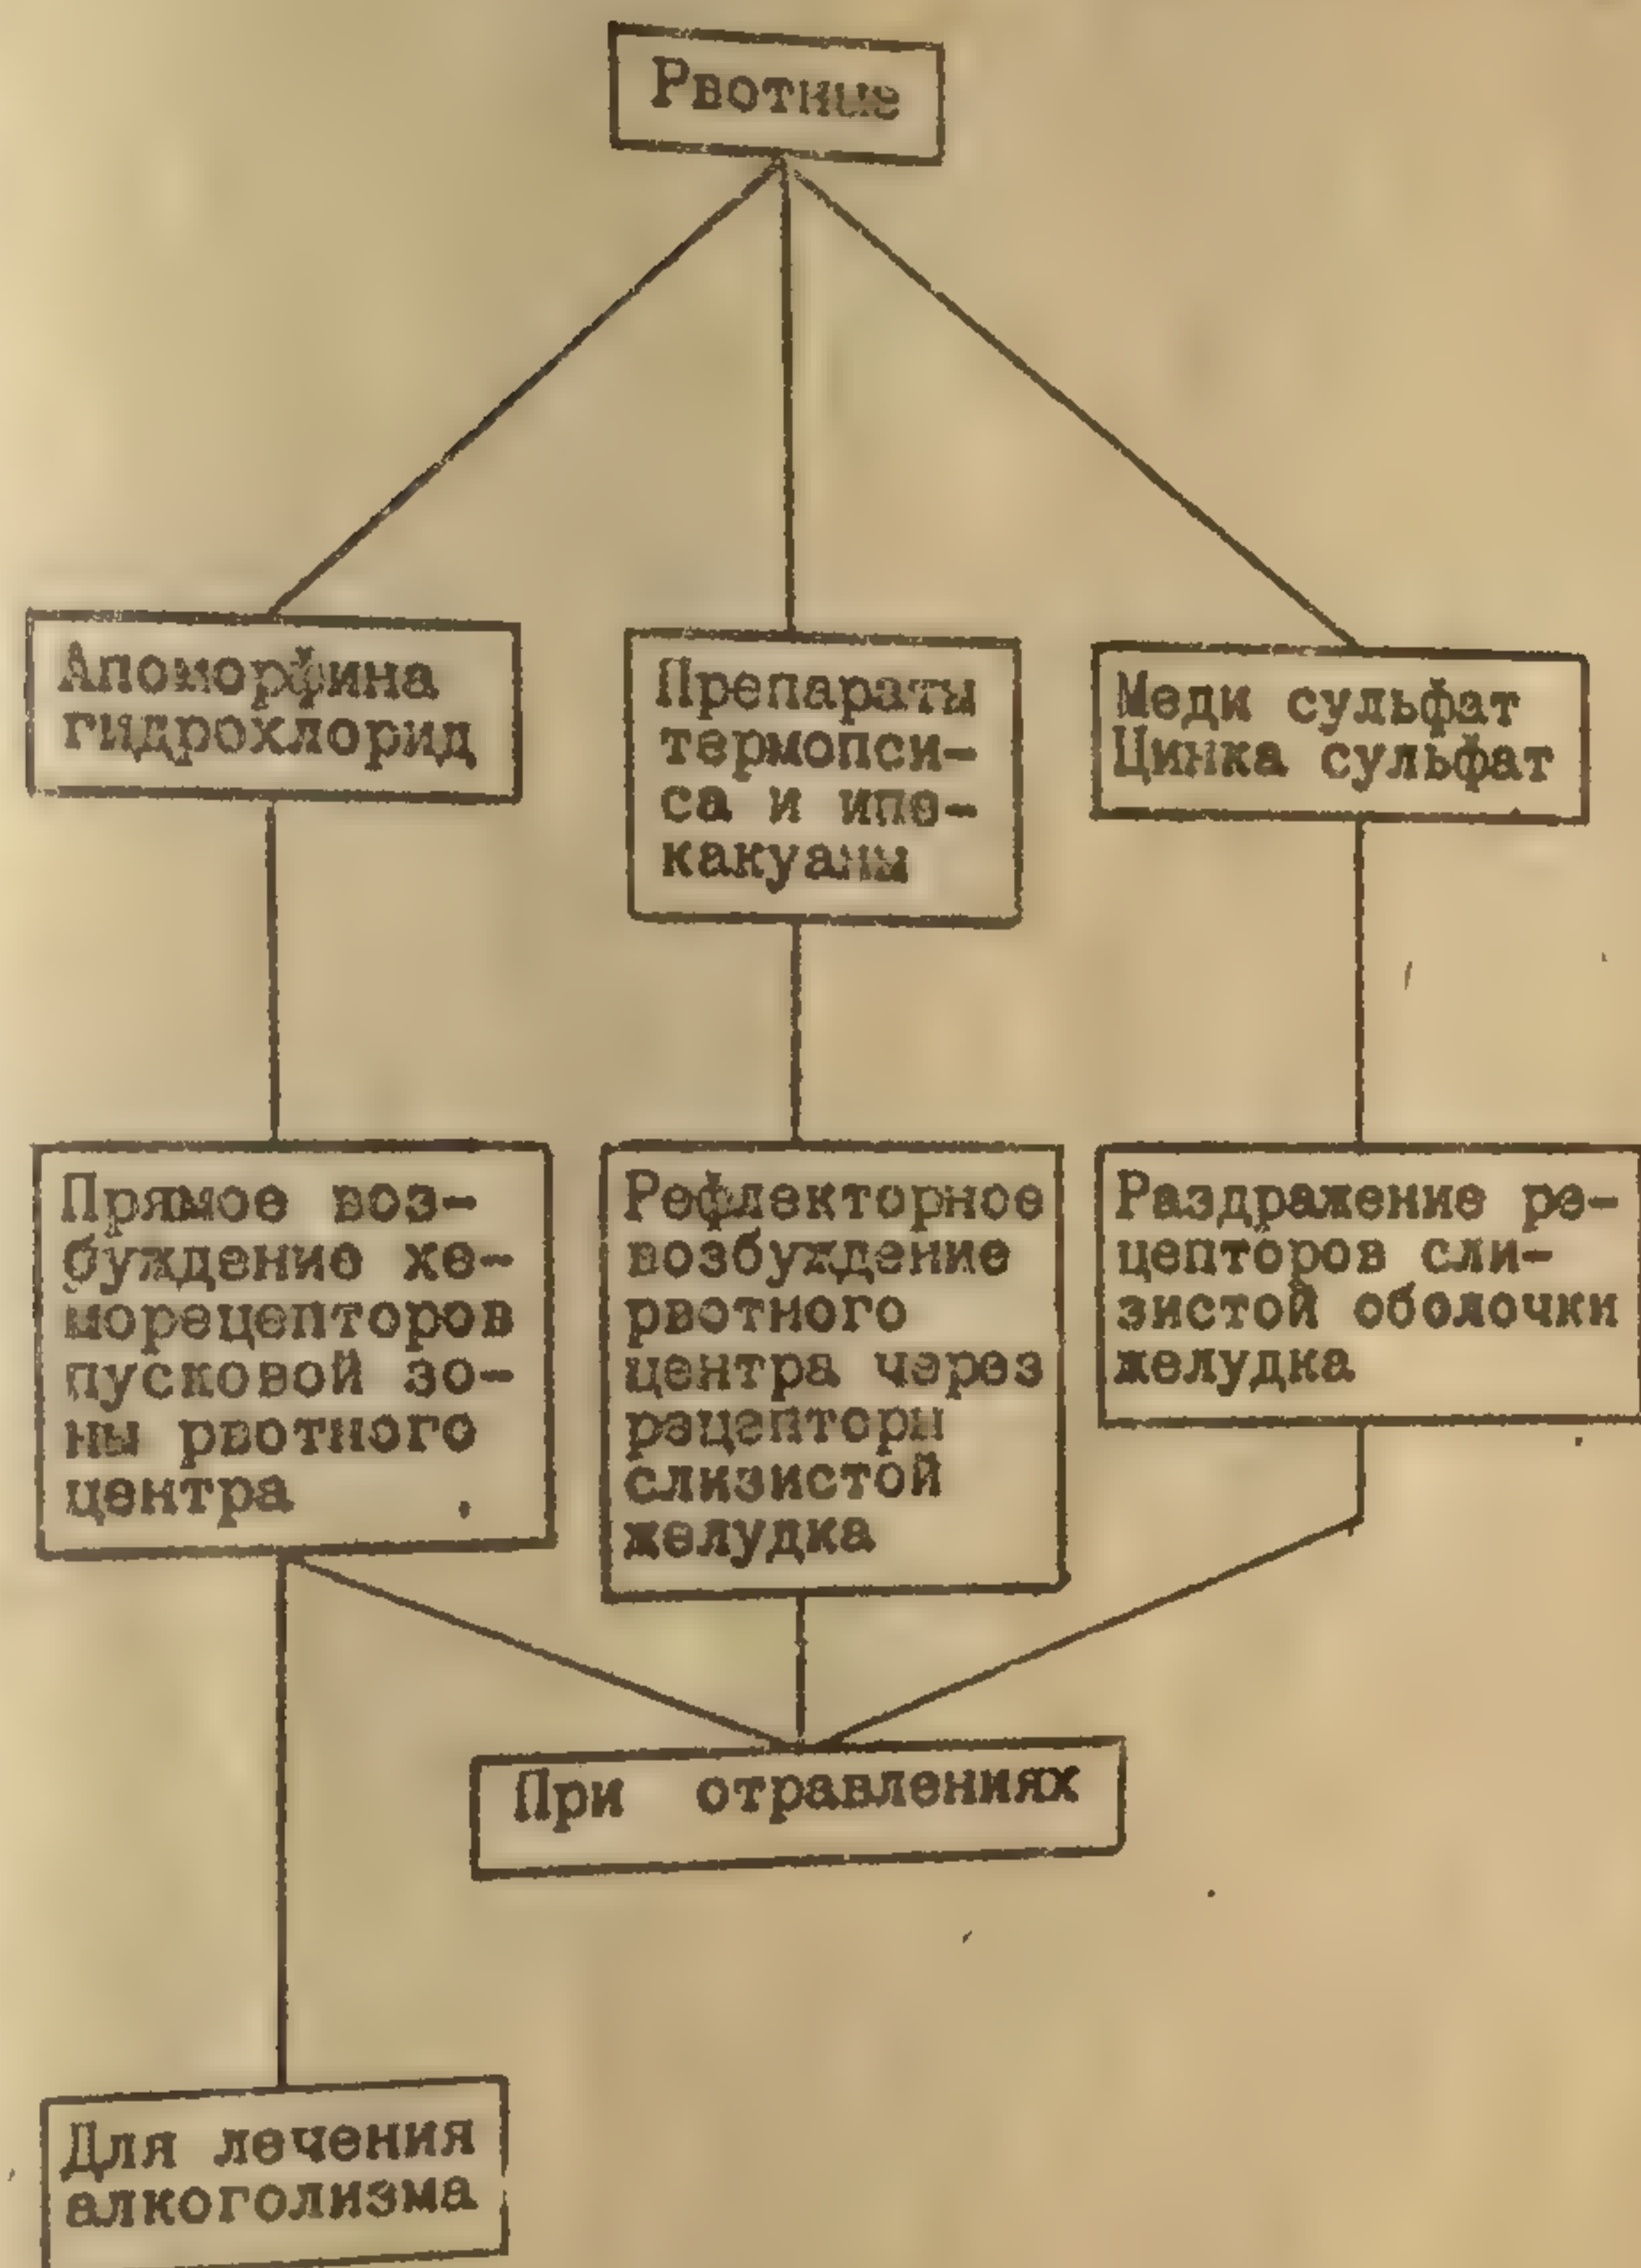 Рвотные
Апоморфина
гидрохлорид
Препараты
термопси-
са и ипе-
какуаны
Меди сульфат
Цинка сульфат
Прямое воз-
буждение хе-
морецепторов
пусковой зо-
ны рвотного
центра
Рефлекторное
возбуждение
рвотного
центра через
рецепторы
слизистой
желудка
Раздражение ре-
цепторов сли-
зистой оболочки
желудка
При отравлениях
Для лечения
алкоголизма